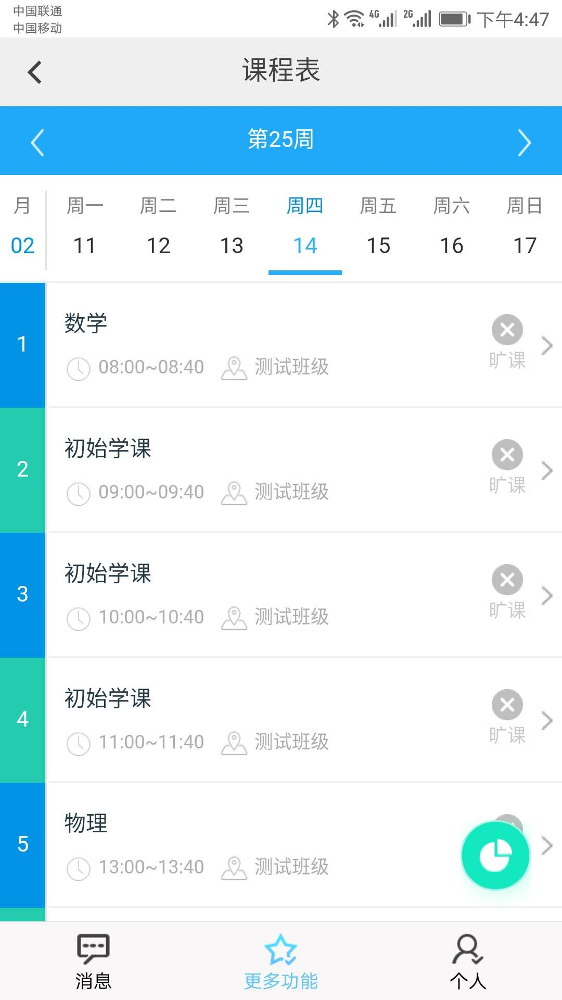 中国联通
中国移动
4G 2G 下午4:47
课程表
第25周
月 周一 周二 周三 周四 周五 周六 周日
02 11 12 13 14 15 16 17
1
数学
08:00~08:40 测试班级
旷课
2
初始学课
09:00~09:40 测试班级
旷课
3
初始学课
10:00~10:40 测试班级
旷课
4
初始学课
11:00~11:40 测试班级
旷课
5
物理
13:00~13:40 测试班级
消息 更多功能 个人